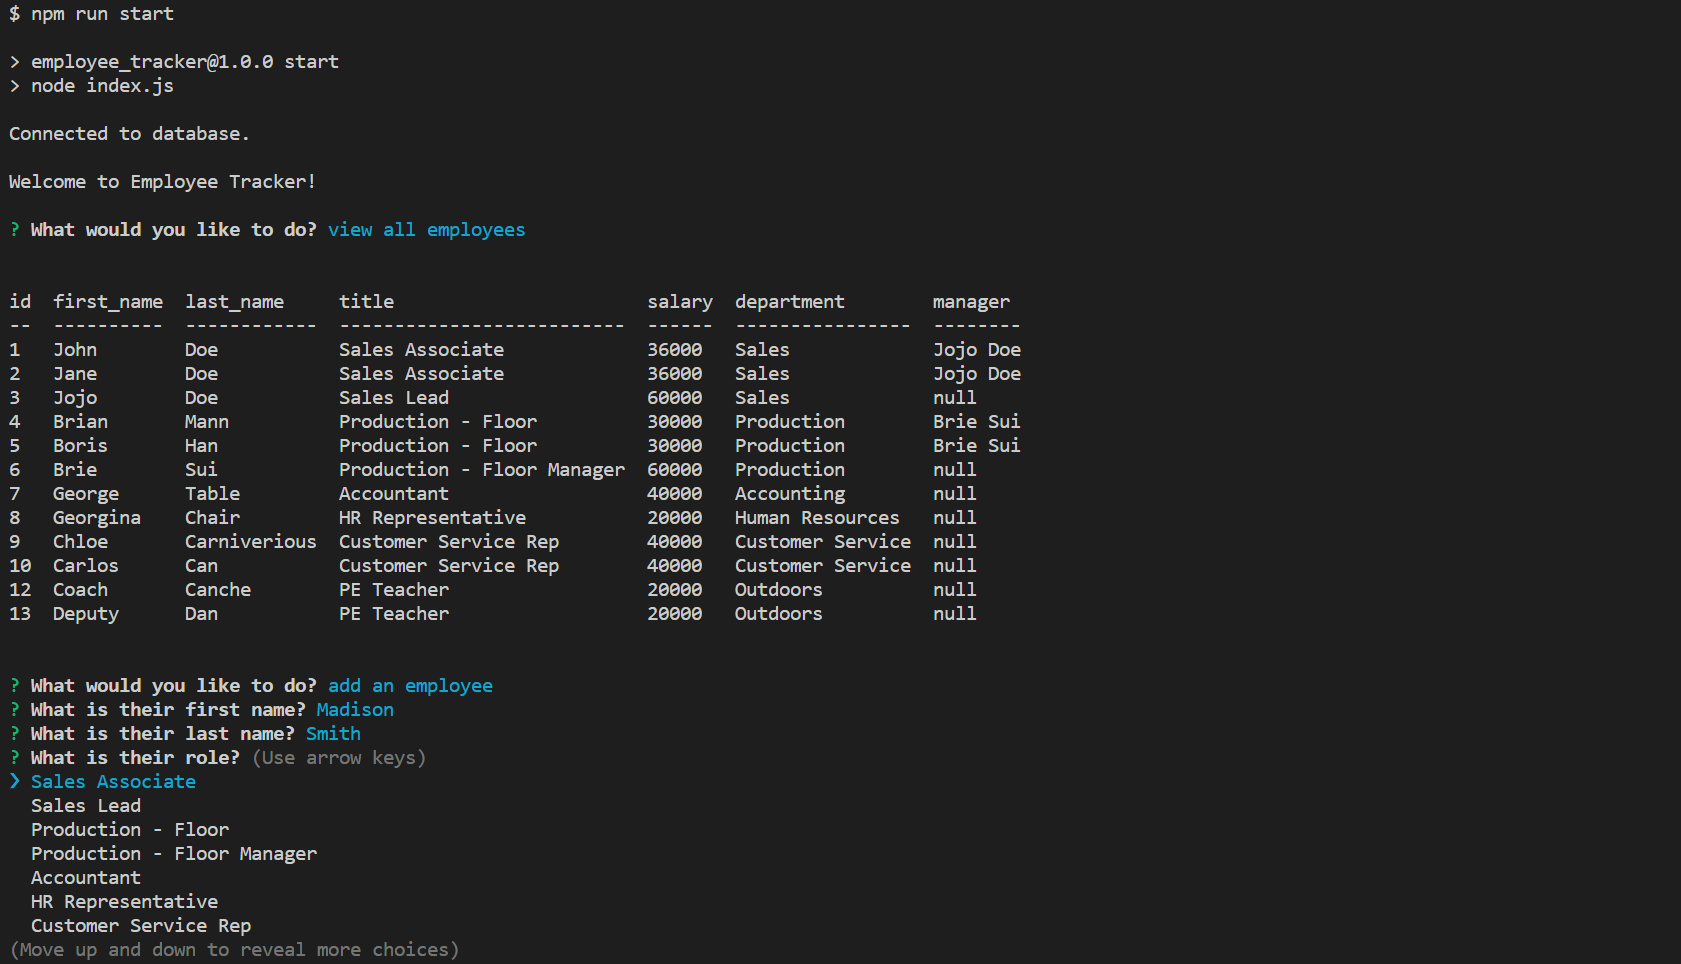 $ npm run start
> employee_tracker@1.0.0 start
> node index.js
Connected to database.
Welcome to Employee Tracker!
? What would you like to do? view all employees
id  first_name  last_name     title                       salary  department        manager
--  ----------  ------------  --------------------------  ------  ----------------  --------
1   John        Doe           Sales Associate             36000   Sales             Jojo Doe
2   Jane        Doe           Sales Associate             36000   Sales             Jojo Doe
3   Jojo        Doe           Sales Lead                  60000   Sales             null
4   Brian       Mann          Production - Floor          30000   Production        Brie Sui
5   Boris       Han           Production - Floor          30000   Production        Brie Sui
6   Brie        Sui           Production - Floor Manager  60000   Production        null
7   George      Table         Accountant                  40000   Accounting        null
8   Georgina    Chair         HR Representative           20000   Human Resources   null
9   Chloe       Carniverious  Customer Service Rep        40000   Customer Service  null
10  Carlos      Can           Customer Service Rep        40000   Customer Service  null
12  Coach       Canche        PE Teacher                  20000   Outdoors          null
13  Deputy      Dan           PE Teacher                  20000   Outdoors          null
? What would you like to do? add an employee
? What is their first name? Madison
? What is their last name? Smith
? What is their role? (Use arrow keys)
❯ Sales Associate
  Sales Lead
  Production - Floor
  Production - Floor Manager
  Accountant
  HR Representative
  Customer Service Rep
(Move up and down to reveal more choices)